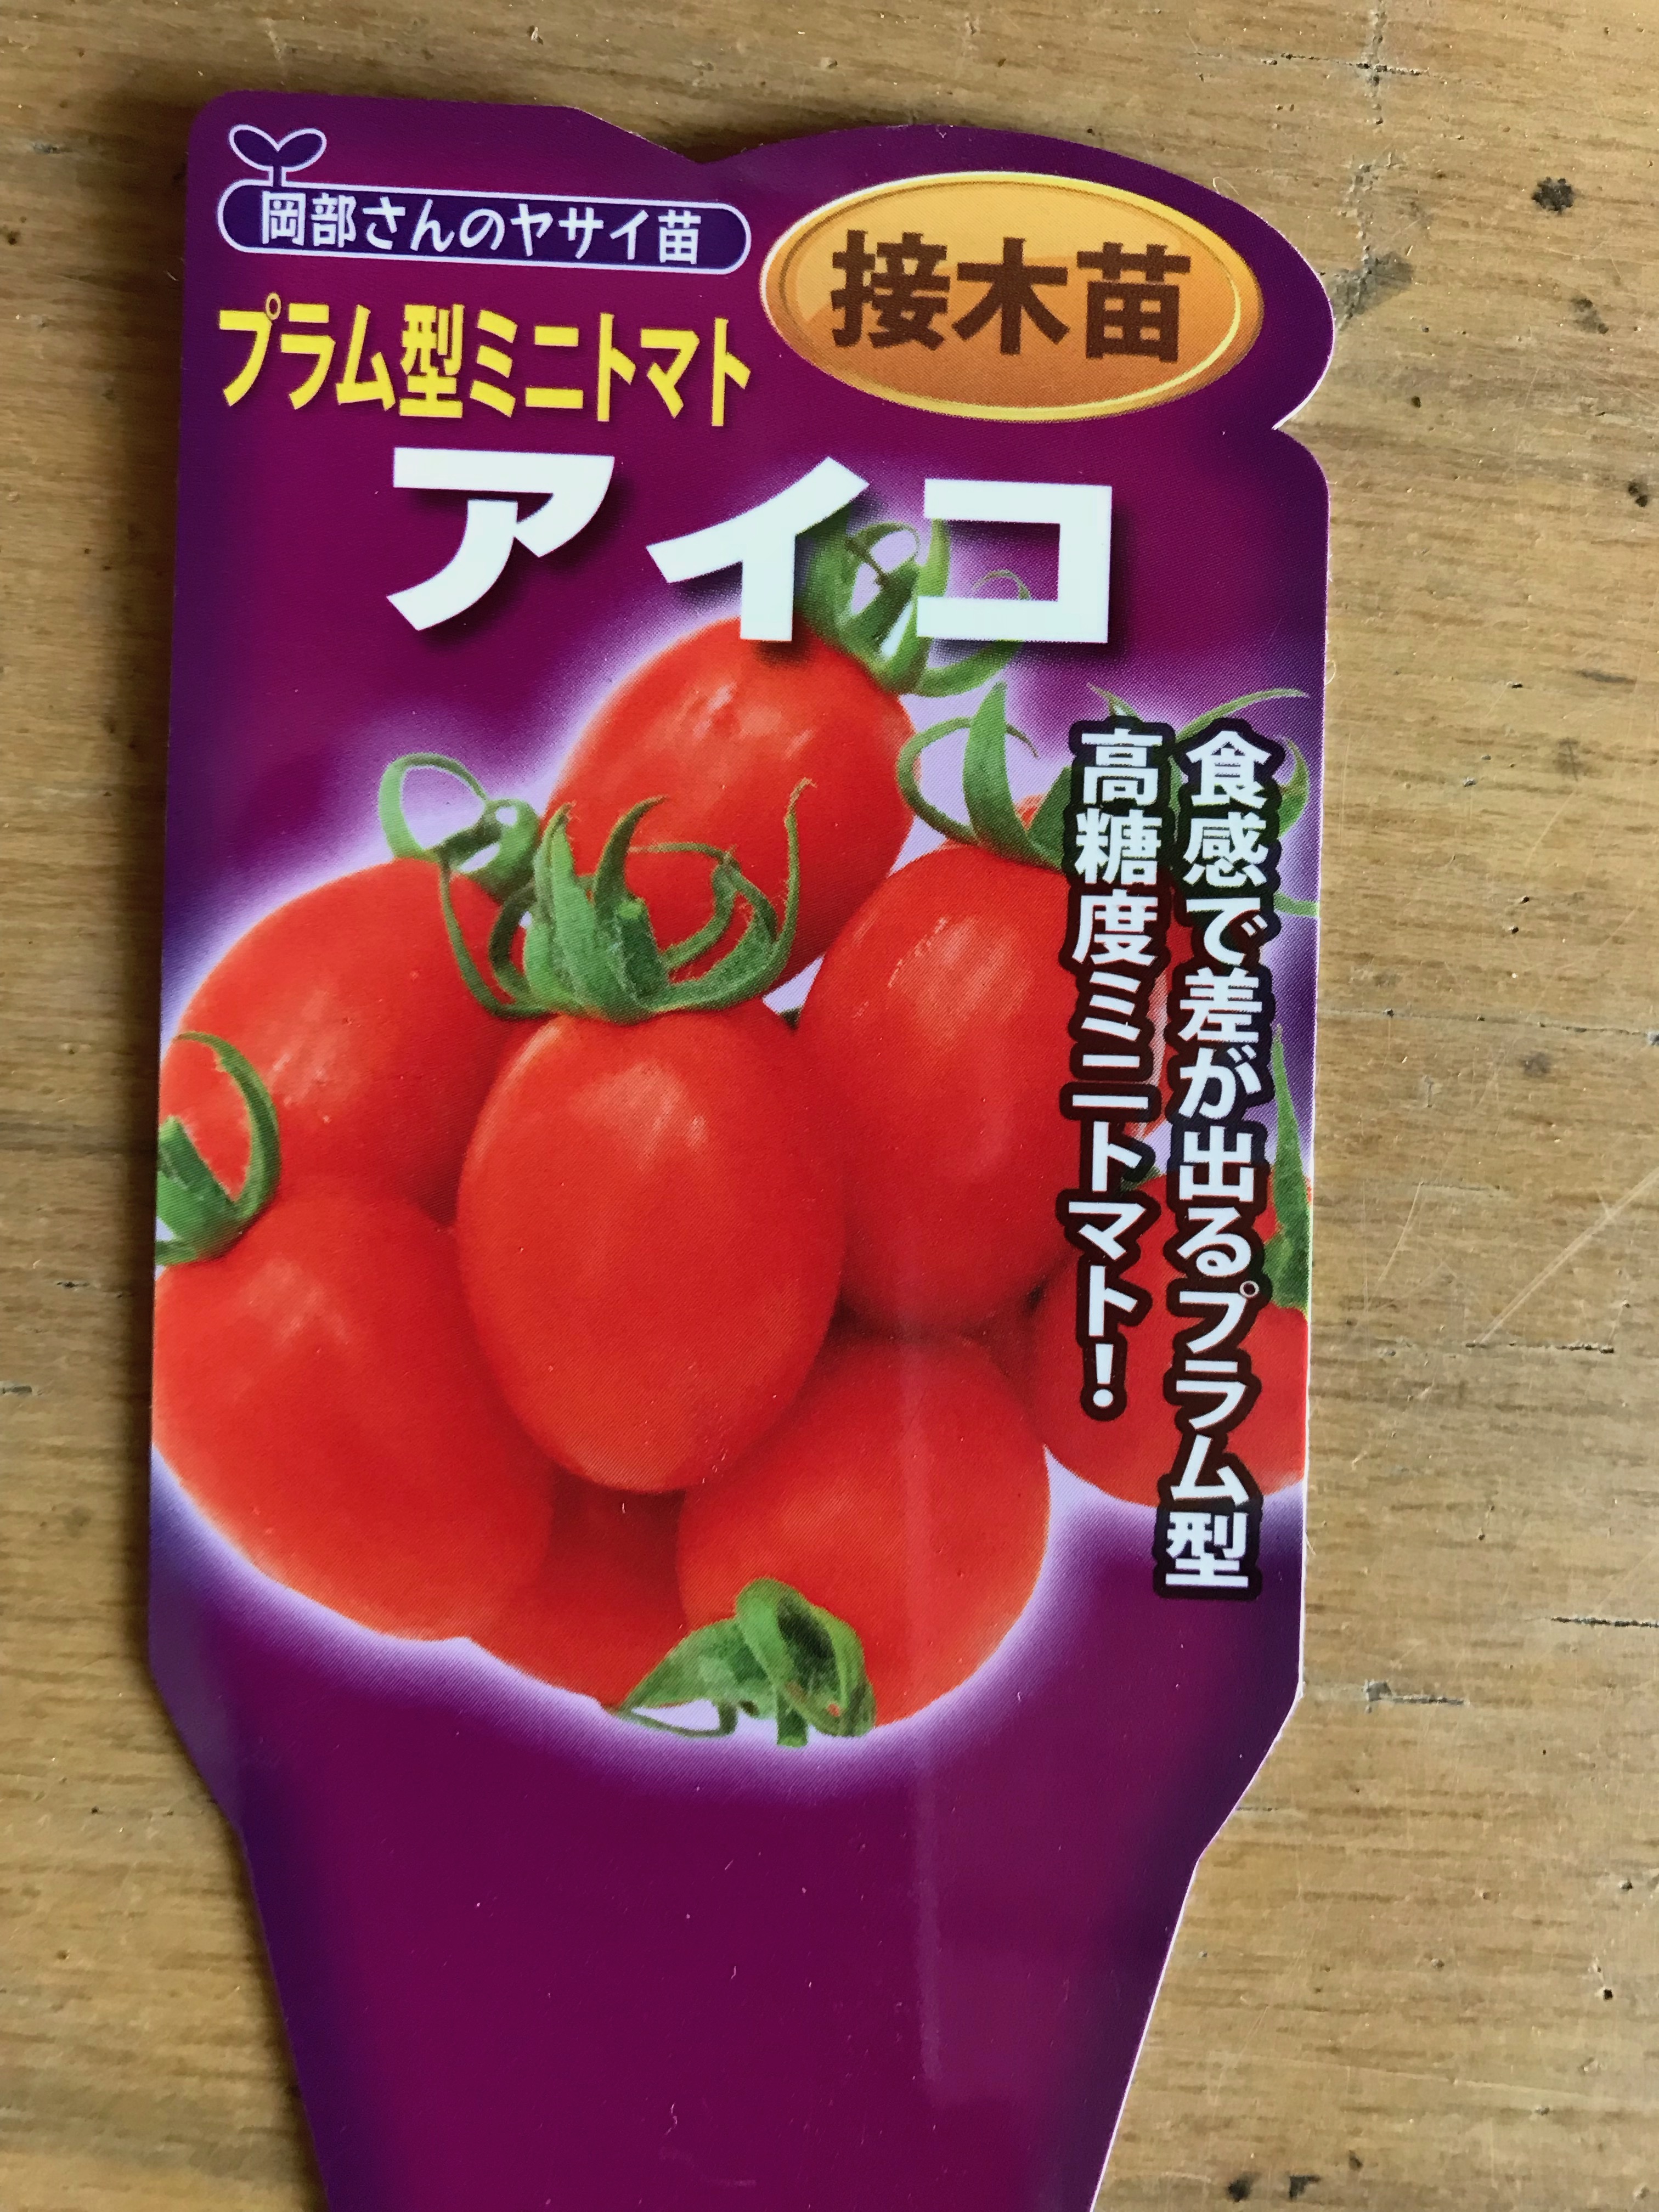 岡部さんのヤサイ苗
接木苗
プラム型ミニトマト
アイコ
食感で差が出るプラム型
高糖度ミニトマト!